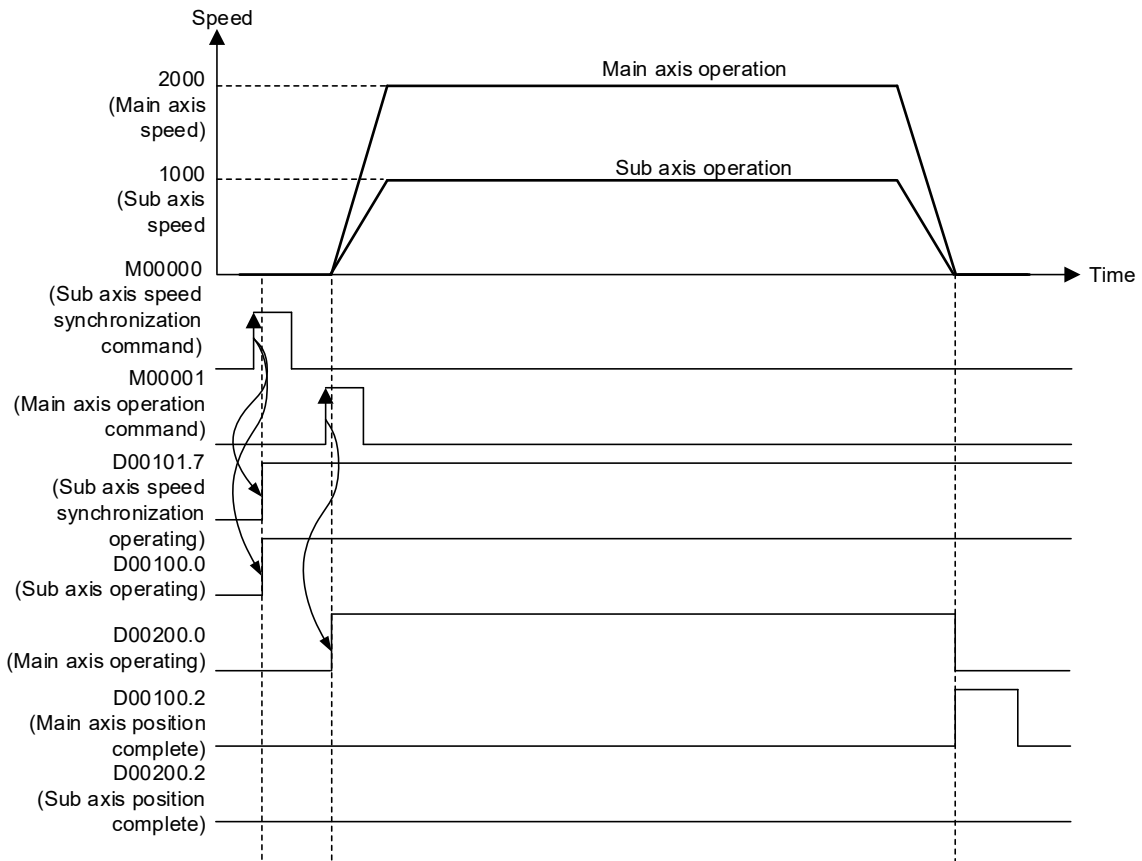 Speed
2000
(Main axis
speed)
Main axis operation
1000
(Sub axis
speed
Sub axis operation
Time
M00000
(Sub axis speed
synchronization
command)
M00001
(Main axis operation
command)
D00101.7
(Sub axis speed
synchronization
operating)
D00100.0
(Sub axis operating)
D00200.0
(Main axis operating)
D00100.2
(Main axis position
complete)
D00200.2
(Sub axis position
complete)